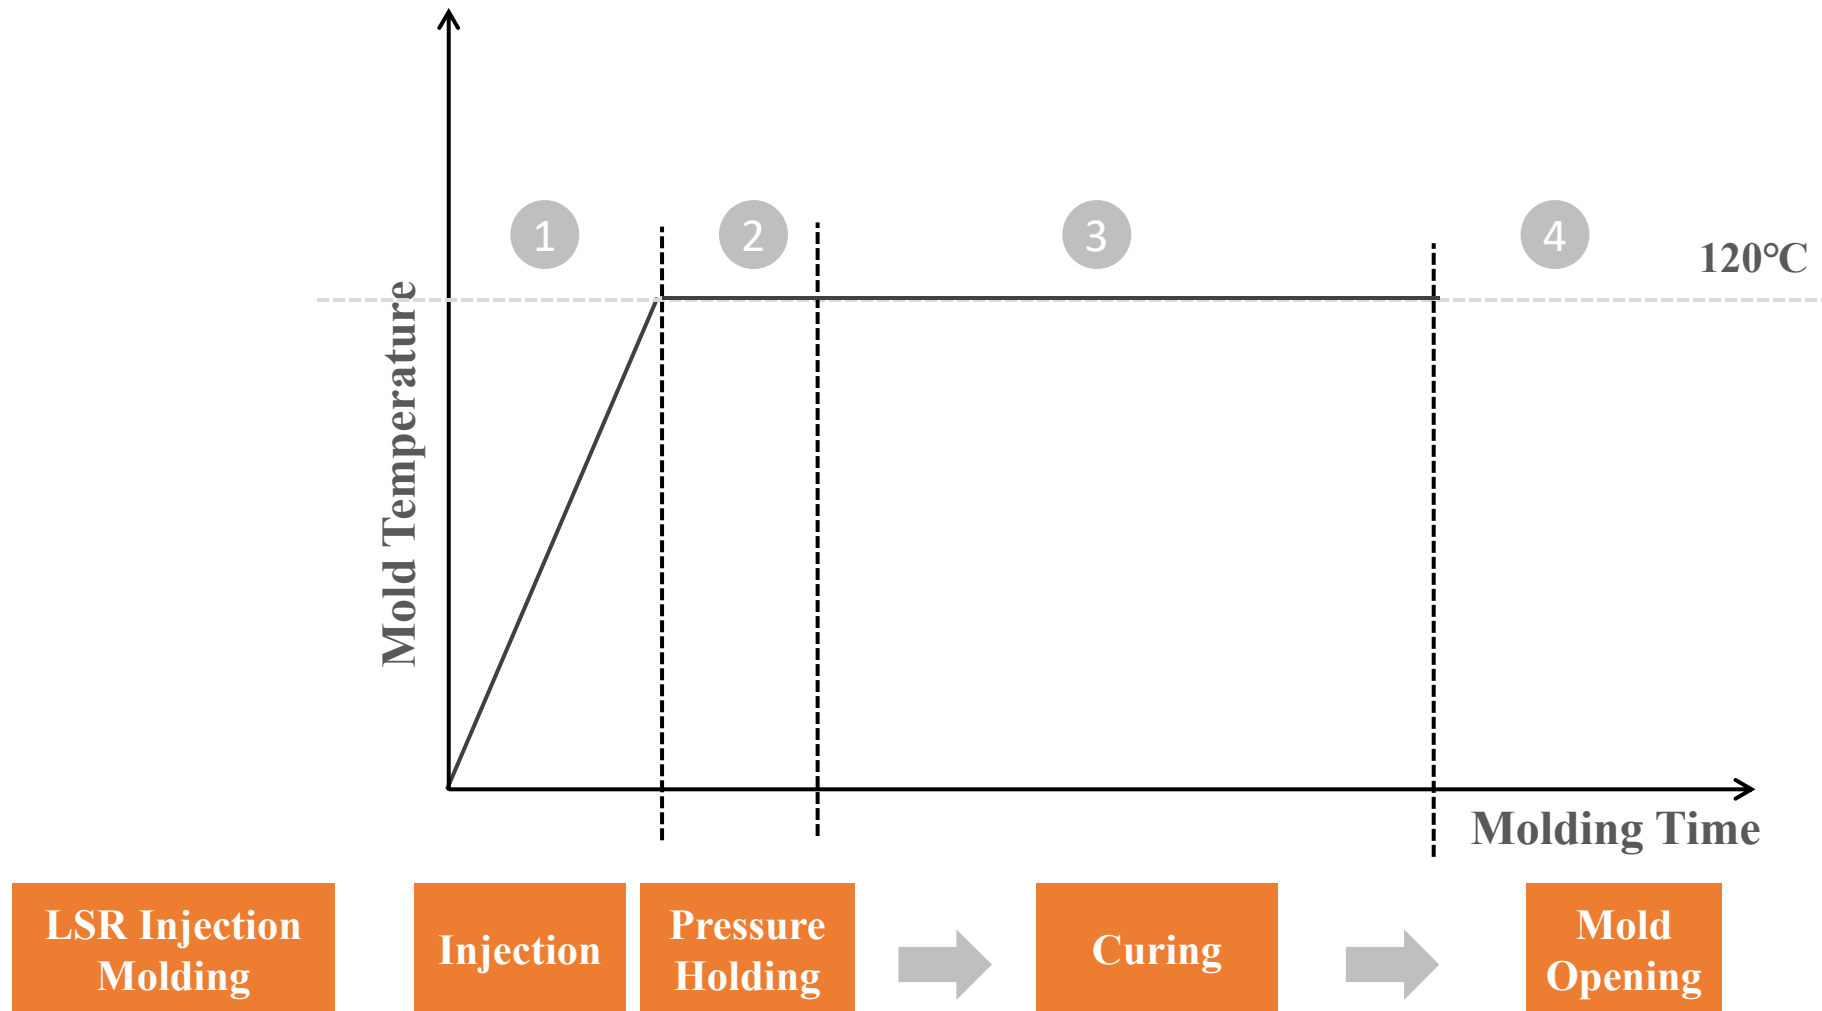 1
2
3
4
120℃
Mold Temperature
Molding Time
LSR Injection
Molding
Injection
Pressure
Holding
Curing
Mold
Opening